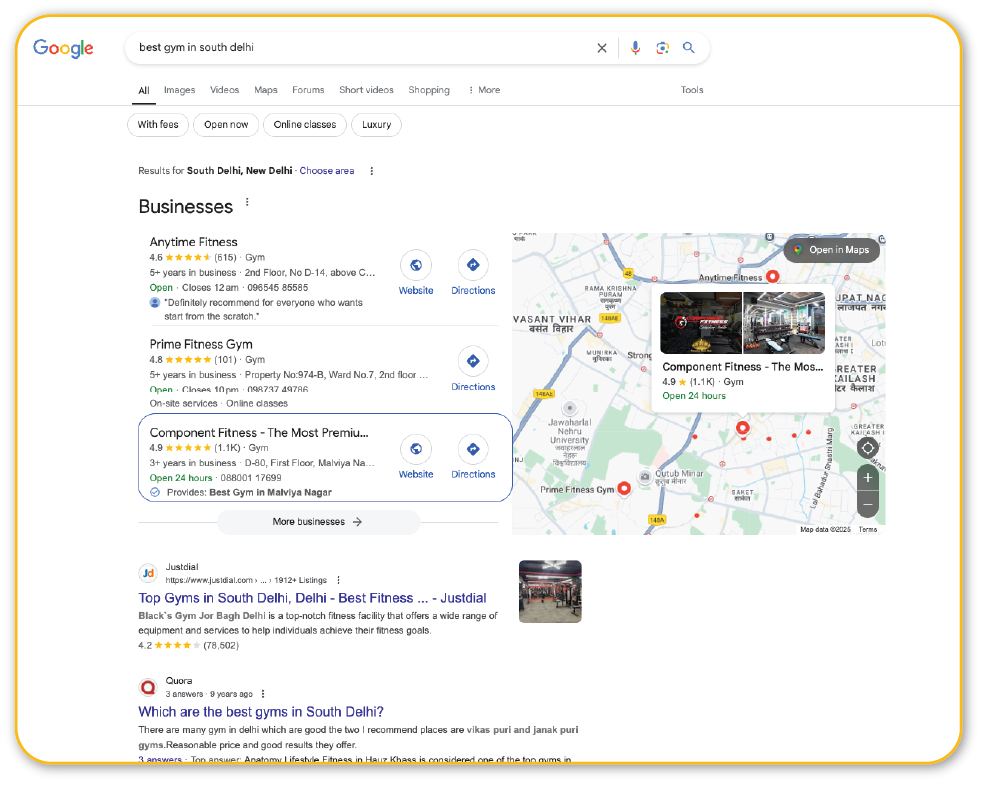 Google
best gym in south delhi
All Images Videos Maps Forums Short videos Shopping More Tools
With fees Open now Online classes Luxury
Results for South Delhi, New Delhi · Choose area
Businesses
Anytime Fitness
4.6 (615) · Gym
5+ years in business · 2nd Floor, No D-14, above C...
Open · Closes 12 am · 096545 85585
"Definitely recommend for everyone who wants
start from the scratch."
Website Directions
Prime Fitness Gym
4.8 (101) · Gym
5+ years in business · Property No:974-B, Ward No.7, 2nd floor ...
Open · Closes 10 pm · 098737 49786
On-site services · Online classes
Directions
Component Fitness - The Most Premiu...
4.9 (1.1K) · Gym
3+ years in business · D-80, First Floor, Malviya Na...
Open 24 hours · 088001 17699
Provides: Best Gym in Malviya Nagar
Website Directions
More businesses
Open in Maps
Anytime Fitness
48
RAMA KRISHNA
PURAM
VASANT VIHAR
वसंत विहार
148AE
MUNIRKA
Strong
Component Fitness - The Mos...
4.9 (1.1K) · Gym
Open 24 hours
LAJPAT NAG
GREATER
KAILASH
ग्रेटर कैलाश
148AE
Jawaharlal
Nehru
University
GREATER
KAILASH I
Qutub Minar
कुतुब मीनार
Prime Fitness Gym
SAKET
साकेत
Lal Bahadur Shastri Marg
148A
Map data ©2025 Terms
Jd
Justdial
https://www.justdial.com › ... › 1912+ Listings
Top Gyms in South Delhi, Delhi - Best Fitness ... - Justdial
Black`s Gym Jor Bagh Delhi is a top-notch fitness facility that offers a wide range of
equipment and services to help individuals achieve their fitness goals.
4.2 (78,502)
Quora
3 answers · 9 years ago
Which are the best gyms in South Delhi?
There are many gym in delhi which are good the two I recommend places are vikas puri and janak puri
gyms.Reasonable price and good results they offer.
3 answers · Top answer: Anatomy Lifestyle Fitness in Hauz Khass is considered one of the top gyms in